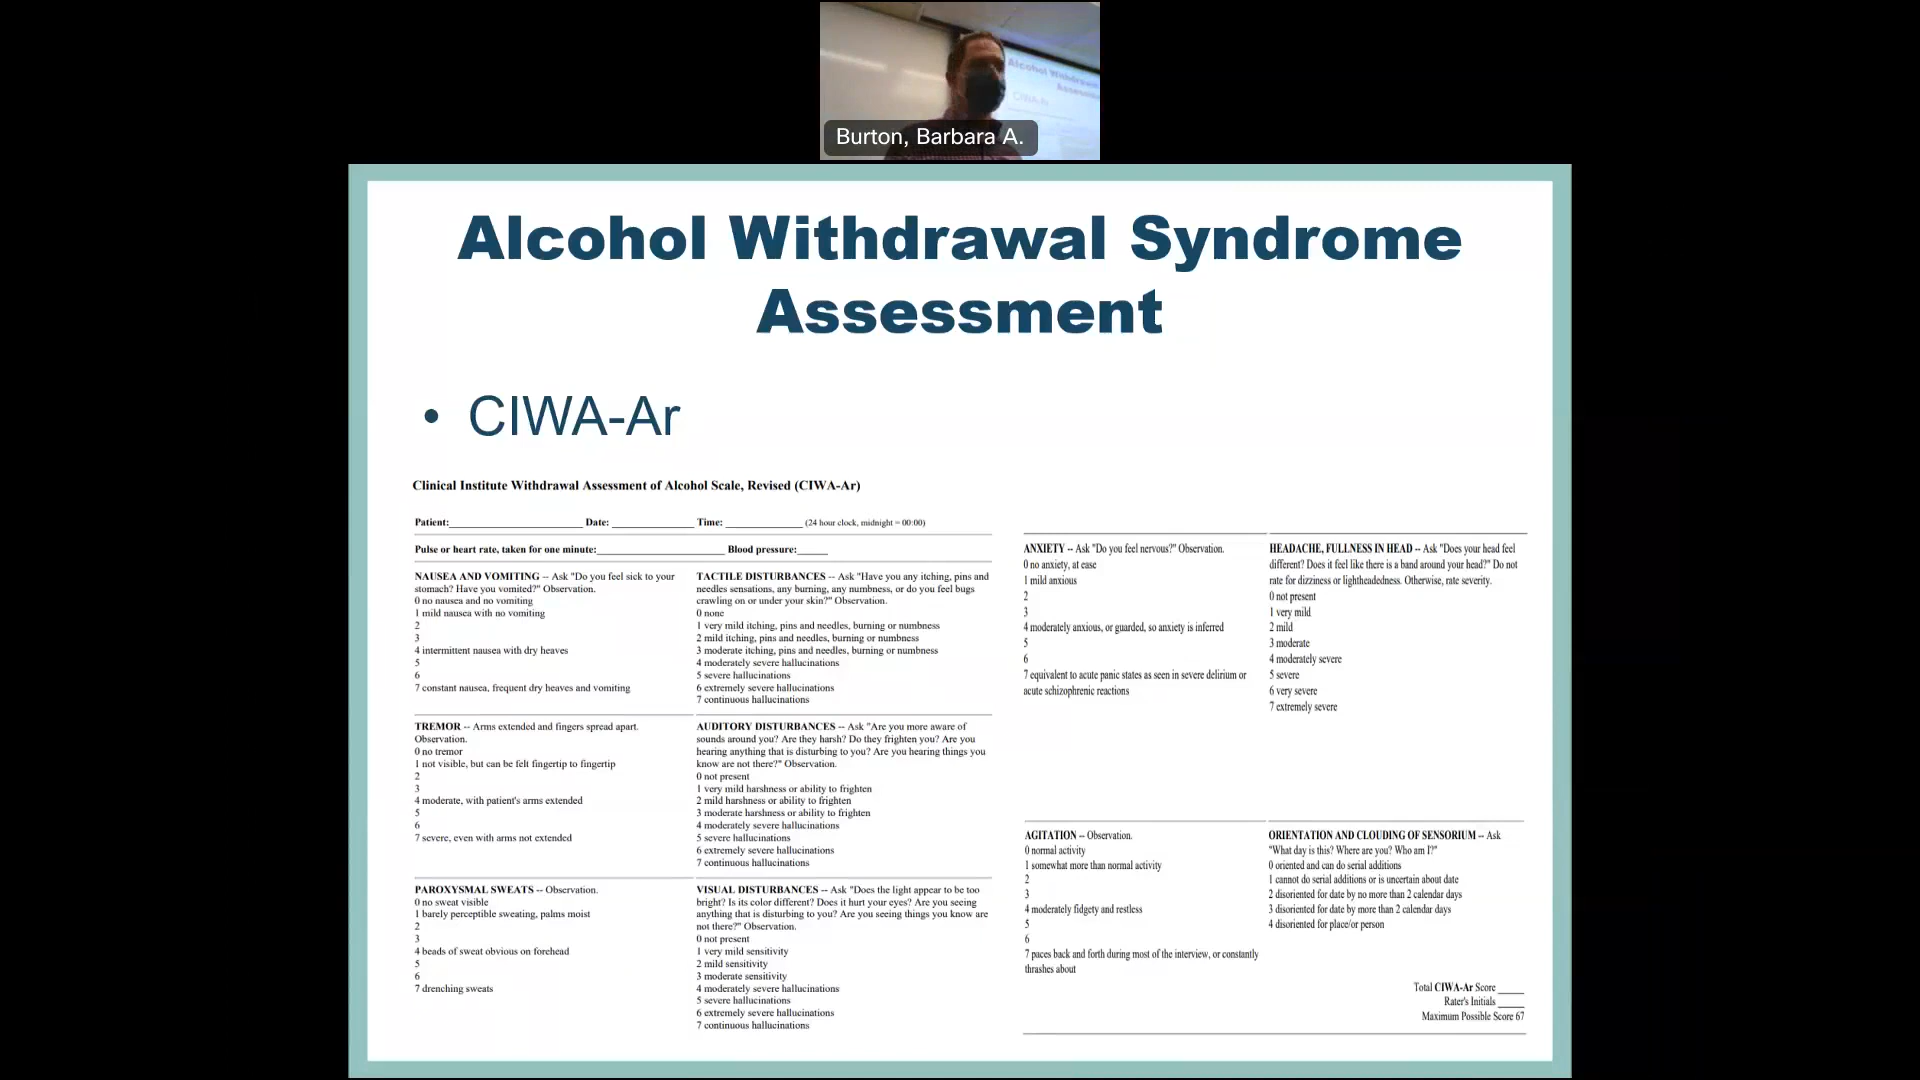 Alcohol Withdrawal
Assessment
CIWA-Ar
Burton, Barbara A.
Alcohol Withdrawal Syndrome
Assessment
• CIWA-Ar
Clinical Institute Withdrawal Assessment of Alcohol Scale, Revised (CIWA-Ar)
Patient:______ Date: ______ Time: ______ (24 hour clock, midnight = 00:00)
Pulse or heart rate, taken for one minute:______ Blood pressure:______
NAUSEA AND VOMITING -- Ask "Do you feel sick to your
stomach? Have you vomited?" Observation.
0 no nausea and no vomiting
1 mild nausea with no vomiting
2
3
4 intermittent nausea with dry heaves
5
6
7 constant nausea, frequent dry heaves and vomiting
TREMOR -- Arms extended and fingers spread apart.
Observation.
0 no tremor
1 not visible, but can be felt fingertip to fingertip
2
3
4 moderate, with patient's arms extended
5
6
7 severe, even with arms not extended
PAROXYSMAL SWEATS -- Observation.
0 no sweat visible
1 barely perceptible sweating, palms moist
2
3
4 beads of sweat obvious on forehead
5
6
7 drenching sweats
TACTILE DISTURBANCES -- Ask "Have you any itching, pins and
needles sensations, any burning, any numbness, or do you feel bugs
crawling on or under your skin?" Observation.
0 none
1 very mild itching, pins and needles, burning or numbness
2 mild itching, pins and needles, burning or numbness
3 moderate itching, pins and needles, burning or numbness
4 moderately severe hallucinations
5 severe hallucinations
6 extremely severe hallucinations
7 continuous hallucinations
AUDITORY DISTURBANCES -- Ask "Are you more aware of
sounds around you? Are they harsh? Do they frighten you? Are you
hearing anything that is disturbing to you? Are you hearing things you
know are not there?" Observation.
0 not present
1 very mild harshness or ability to frighten
2 mild harshness or ability to frighten
3 moderate harshness or ability to frighten
4 moderately severe hallucinations
5 severe hallucinations
6 extremely severe hallucinations
7 continuous hallucinations
VISUAL DISTURBANCES -- Ask "Does the light appear to be too
bright? Is its color different? Does it hurt your eyes? Are you seeing
anything that is disturbing to you? Are you seeing things you know are
not there?" Observation.
0 not present
1 very mild sensitivity
2 mild sensitivity
3 moderate sensitivity
4 moderately severe hallucinations
5 severe hallucinations
6 extremely severe hallucinations
7 continuous hallucinations
ANXIETY -- Ask "Do you feel nervous?" Observation.
0 no anxiety, at ease
1 mild anxious
2
3
4 moderately anxious, or guarded, so anxiety is inferred
5
6
7 equivalent to acute panic states as seen in severe delirium or
acute schizophrenic reactions
HEADACHE, FULLNESS IN HEAD -- Ask "Does your head feel
different? Does it feel like there is a band around your head?" Do not
rate for dizziness or lightheadedness. Otherwise, rate severity.
0 not present
1 very mild
2 mild
3 moderate
4 moderately severe
5 severe
6 very severe
7 extremely severe
AGITATION -- Observation.
0 normal activity
1 somewhat more than normal activity
2
3
4 moderately fidgety and restless
5
6
7 paces back and forth during most of the interview, or constantly
thrashes about
ORIENTATION AND CLOUDING OF SENSORIUM -- Ask
"What day is this? Where are you? Who am I?"
0 oriented and can do serial additions
1 cannot do serial additions or is uncertain about date
2 disoriented for date by no more than 2 calendar days
3 disoriented for date by more than 2 calendar days
4 disoriented for place/or person
Total CIWA-Ar Score ______
Rater's Initials ______
Maximum Possible Score 67